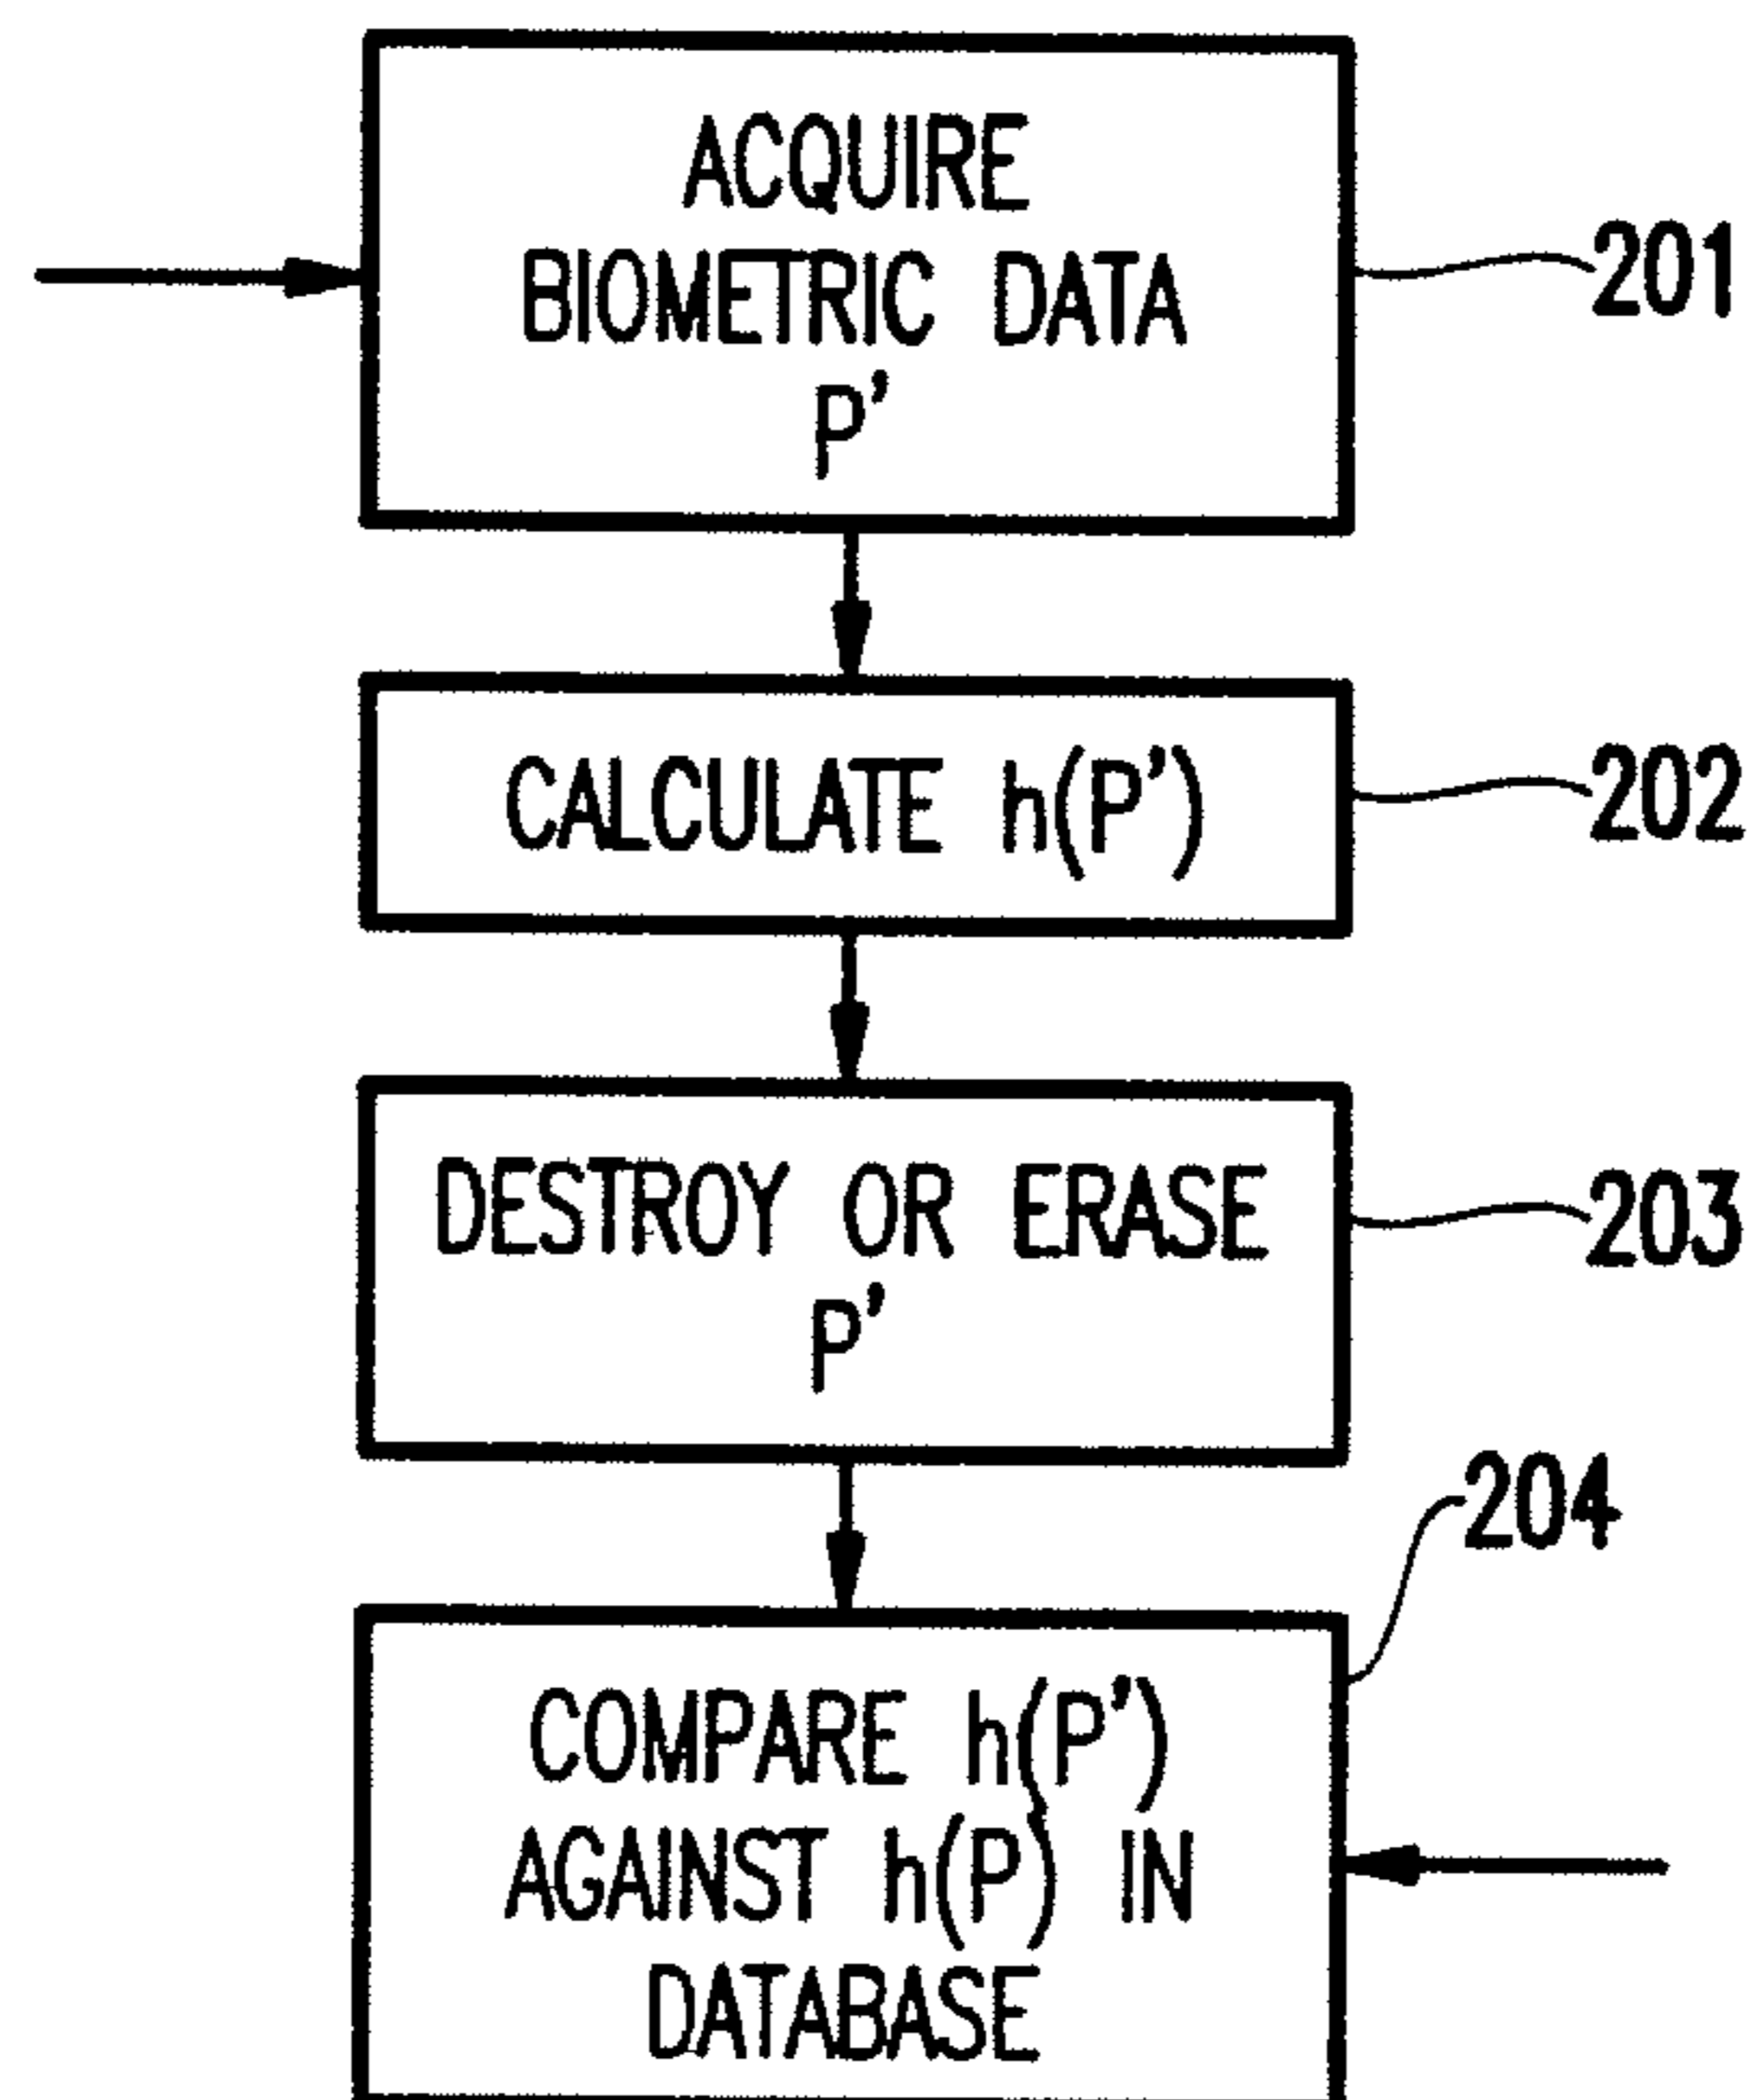 ACQUIRE
BIOMETRIC DATA
P'
201
CALCULATE h(P')
202
DESTROY OR ERASE
P'
203
204
COMPARE h(P')
AGAINST h(P) IN
DATABASE